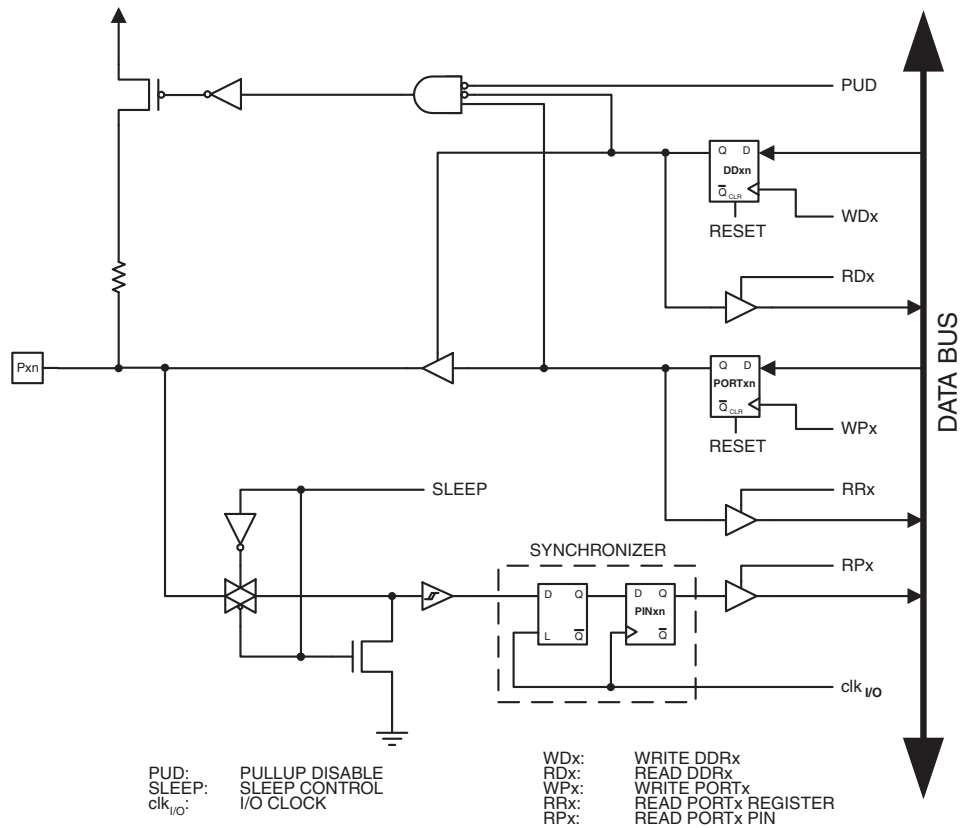 PUD
Q D
DDxn
Q CLR
WDx
RESET
RDx
Pxn
Q D
PORTxn
Q CLR
WPx
RESET
DATA BUS
SLEEP
RRx
SYNCHRONIZER
RPx
D Q
L Q
D Q
PINxn
Q
clk I/O
PUD: PULLUP DISABLE
SLEEP: SLEEP CONTROL
clkI/O: I/O CLOCK
WDx: WRITE DDRx
RDx: READ DDRx
WPx: WRITE PORTx
RRx: READ PORTx REGISTER
RPx: READ PORTx PIN